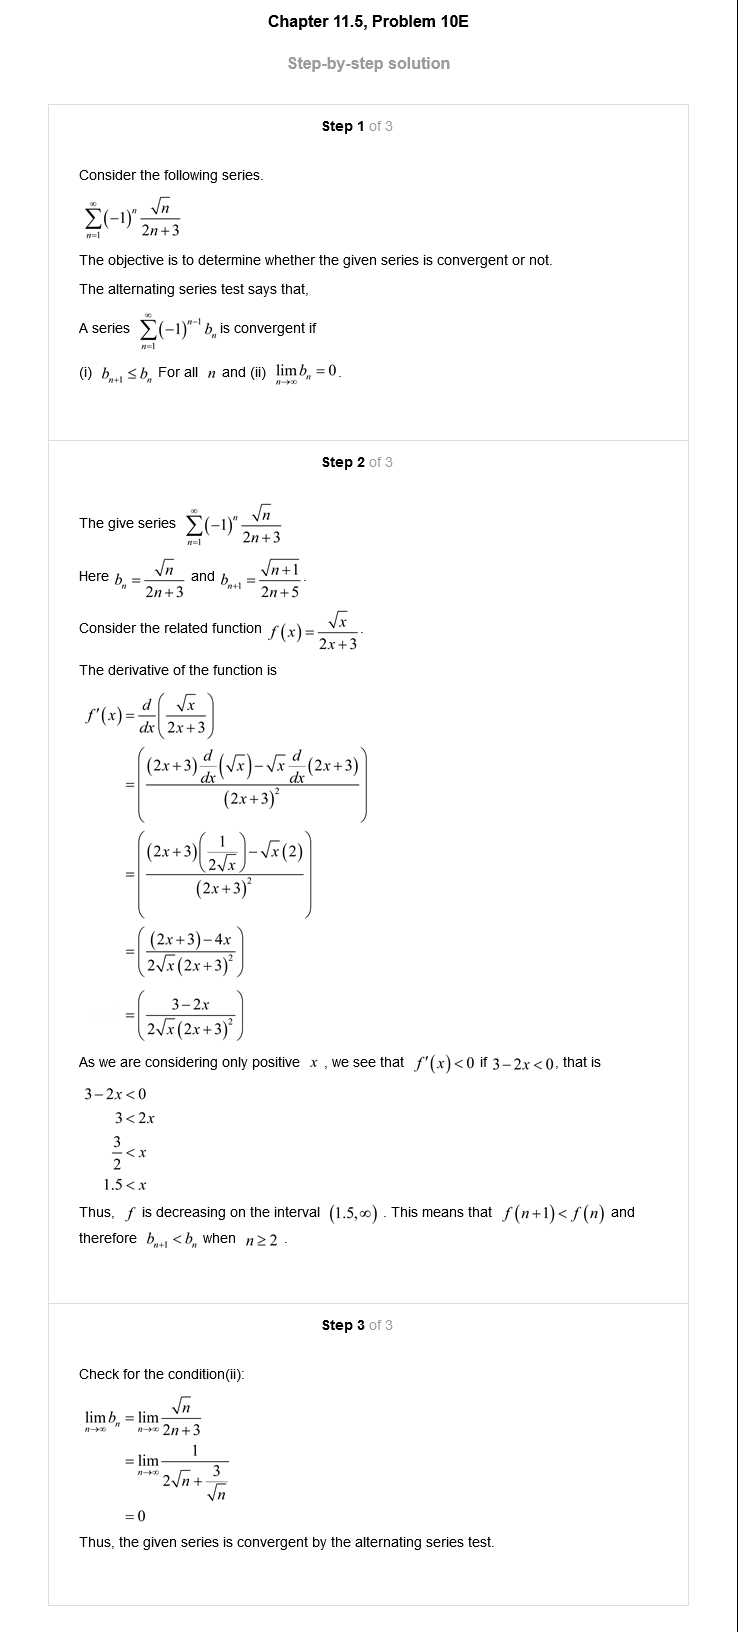 Chapter 11.5, Problem 10E
Step-by-step solution
Step 1 of 3
Consider the following series.
$\sum_{n=1}^{\infty}(-1)^n \frac{\sqrt{n}}{2n+3}$
The objective is to determine whether the given series is convergent or not.
The alternating series test says that,
A series $\sum_{n=1}^{\infty}(-1)^{n-1} b_n$ is convergent if
(i) $b_{n+1} \le b_n$ For all $n$ and (ii) $\lim_{n\to\infty} b_n = 0$.
Step 2 of 3
The give series $\sum_{n=1}^{\infty}(-1)^n \frac{\sqrt{n}}{2n+3}$
Here $b_n = \frac{\sqrt{n}}{2n+3}$ and $b_{n+1} = \frac{\sqrt{n+1}}{2n+5}$.
Consider the related function $f(x) = \frac{\sqrt{x}}{2x+3}$.
The derivative of the function is
$f'(x) = \frac{d}{dx}\left(\frac{\sqrt{x}}{2x+3}\right)$
$= \left(\frac{(2x+3)\frac{d}{dx}(\sqrt{x}) - \sqrt{x}\frac{d}{dx}(2x+3)}{(2x+3)^2}\right)$
$= \left(\frac{(2x+3)\left(\frac{1}{2\sqrt{x}}\right) - \sqrt{x}(2)}{(2x+3)^2}\right)$
$= \left(\frac{(2x+3)-4x}{2\sqrt{x}(2x+3)^2}\right)$
$= \left(\frac{3-2x}{2\sqrt{x}(2x+3)^2}\right)$
As we are considering only positive $x$ , we see that $f'(x) < 0$ if $3-2x < 0$, that is
$3-2x < 0$
$3 < 2x$
$\frac{3}{2} < x$
$1.5 < x$
Thus, $f$ is decreasing on the interval $(1.5, \infty)$ . This means that $f(n+1) < f(n)$ and
therefore $b_{n+1} < b_n$ when $n \ge 2$ .
Step 3 of 3
Check for the condition(ii):
$\lim_{n\to\infty} b_n = \lim_{n\to\infty} \frac{\sqrt{n}}{2n+3}$
$= \lim_{n\to\infty} \frac{1}{2\sqrt{n}+\frac{3}{\sqrt{n}}}$
$= 0$
Thus, the given series is convergent by the alternating series test.